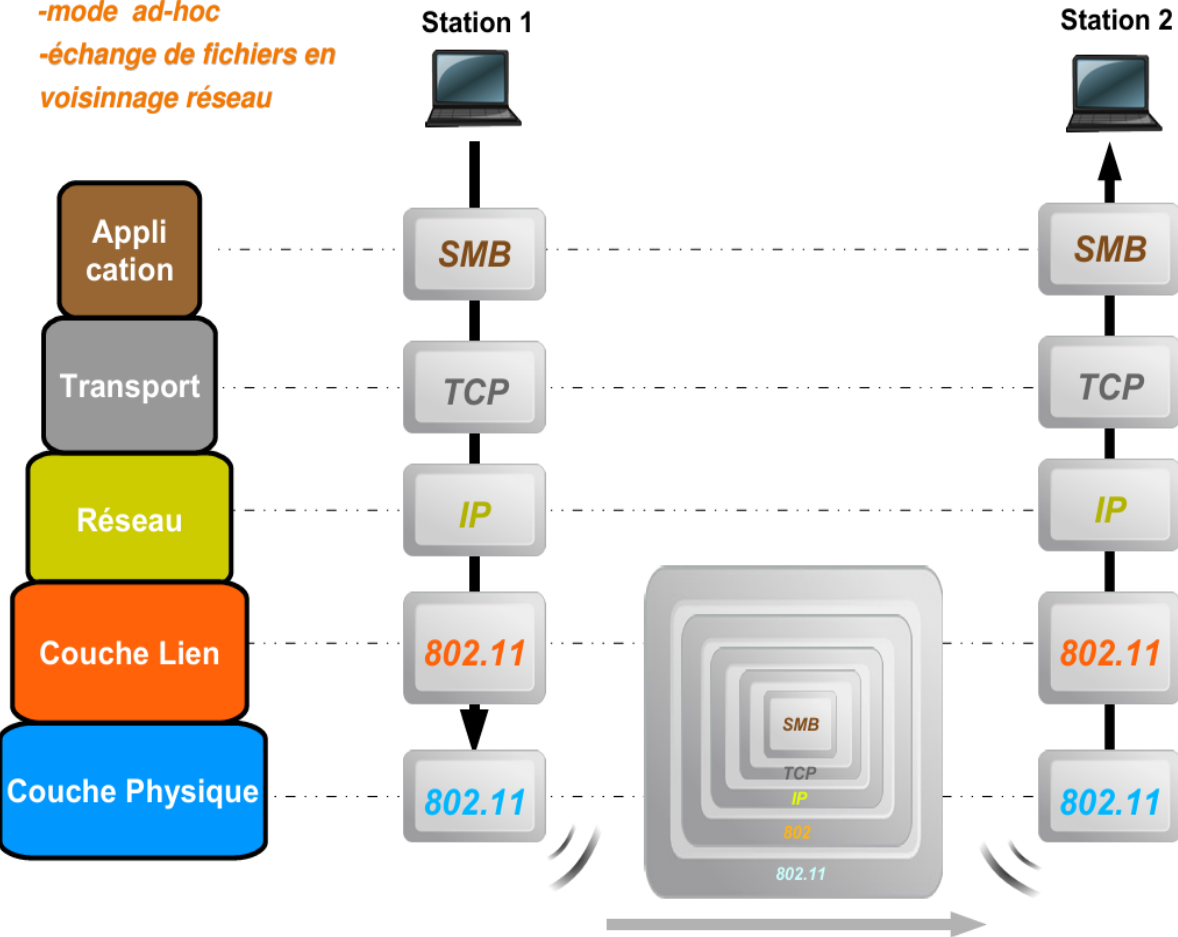 -mode ad-hoc
-échange de fichiers en
voisinnage réseau
Station 1
Station 2
Appli
cation
SMB
SMB
Transport
TCP
TCP
Réseau
IP
IP
Couche Lien
802.11
802.11
SMB
TCP
IP
802
802.11
Couche Physique
802.11
802.11